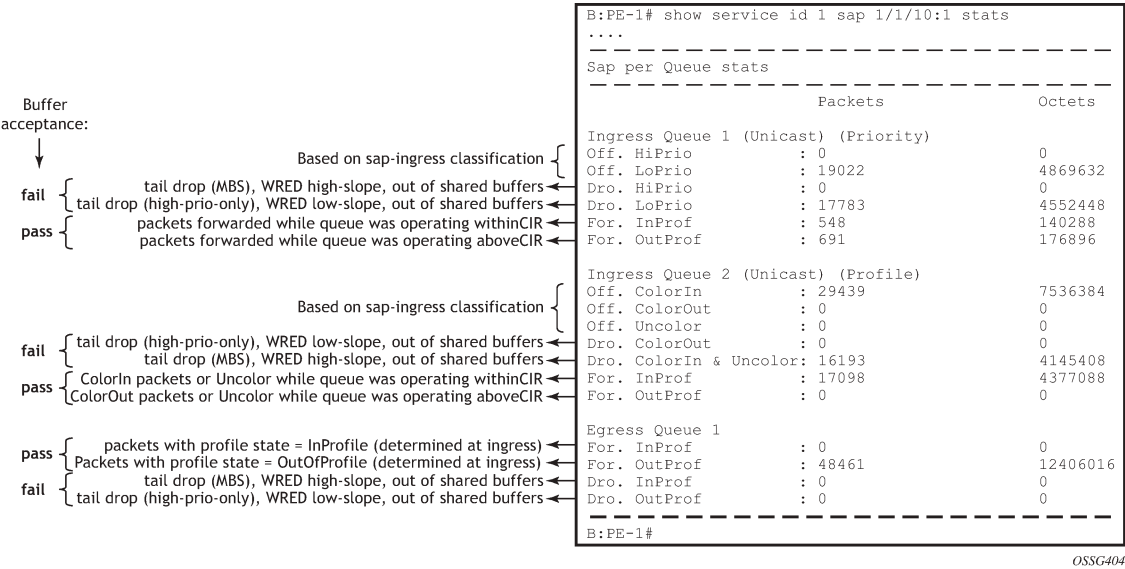 B:PE-1# show service id 1 sap 1/1/10:1 stats
....
Sap per Queue stats
Packets Octets
Buffer
acceptance:
Ingress Queue 1 (Unicast) (Priority)
Based on sap-ingress classification
Off. HiPrio : 0 0
Off. LoPrio : 19022 4869632
fail
tail drop (MBS), WRED high-slope, out of shared buffers Dro. HiPrio : 0 0
tail drop (high-prio-only), WRED low-slope, out of shared buffers Dro. LoPrio : 17783 4552448
pass
packets forwarded while queue was operating withinCIR For. InProf : 548 140288
packets forwarded while queue was operating aboveCIR For. OutProf : 691 176896
Ingress Queue 2 (Unicast) (Profile)
Based on sap-ingress classification
Off. ColorIn : 29439 7536384
Off. ColorOut : 0 0
Off. Uncolor : 0 0
fail
tail drop (high-prio-only), WRED low-slope, out of shared buffers Dro. ColorOut : 0 0
tail drop (MBS), WRED high-slope, out of shared buffers Dro. ColorIn & Uncolor: 16193 4145408
pass
ColorIn packets or Uncolor while queue was operating withinCIR For. InProf : 17098 4377088
ColorOut packets or Uncolor while queue was operating aboveCIR For. OutProf : 0 0
Egress Queue 1
pass
packets with profile state = InProfile (determined at ingress) For. InProf : 0 0
Packets with profile state = OutOfProfile (determined at ingress) For. OutProf : 48461 12406016
fail
tail drop (MBS), WRED high-slope, out of shared buffers Dro. InProf : 0 0
tail drop (high-prio-only), WRED low-slope, out of shared buffers Dro. OutProf : 0 0
B:PE-1#
OSSG404